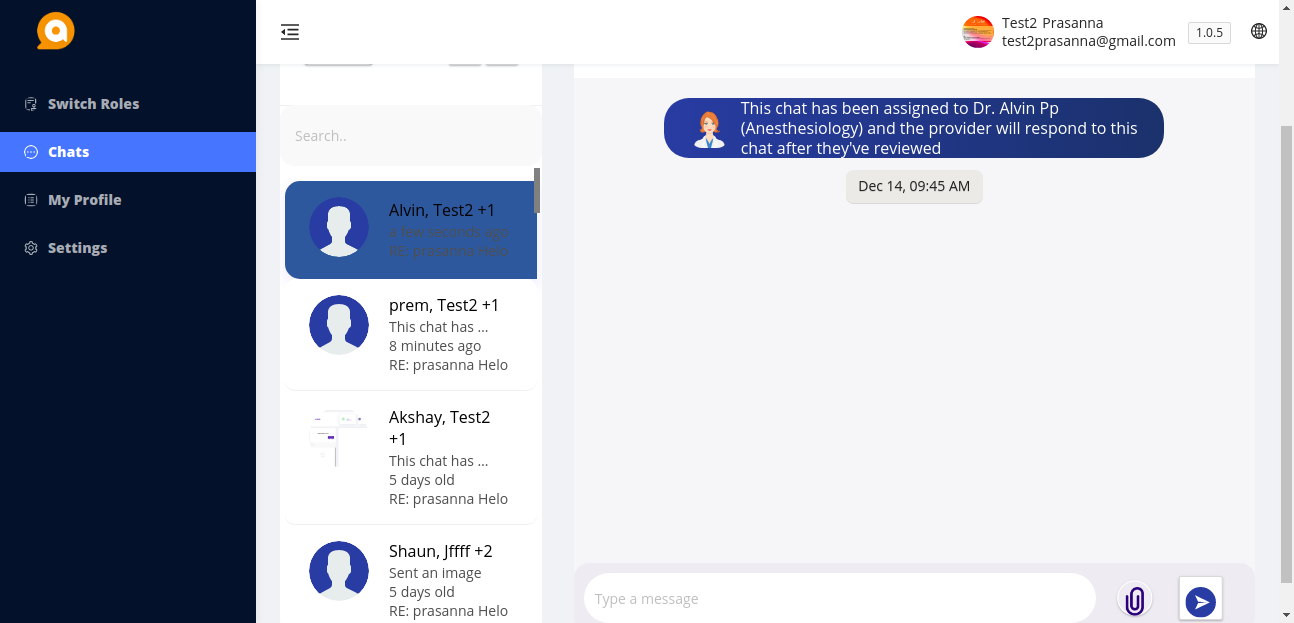 Test2 Prasanna
test2prasanna@gmail.com
1.0.5
Switch Roles
Chats
My Profile
Settings
Search..
Alvin, Test2 +1
a few seconds ago
RE: prasanna Helo
prem, Test2 +1
This chat has ...
8 minutes ago
RE: prasanna Helo
Akshay, Test2
+1
This chat has ...
5 days old
RE: prasanna Helo
Shaun, Jffff +2
Sent an image
5 days old
RE: prasanna Helo
This chat has been assigned to Dr. Alvin Pp
(Anesthesiology) and the provider will respond to this
chat after they've reviewed
Dec 14, 09:45 AM
Type a message